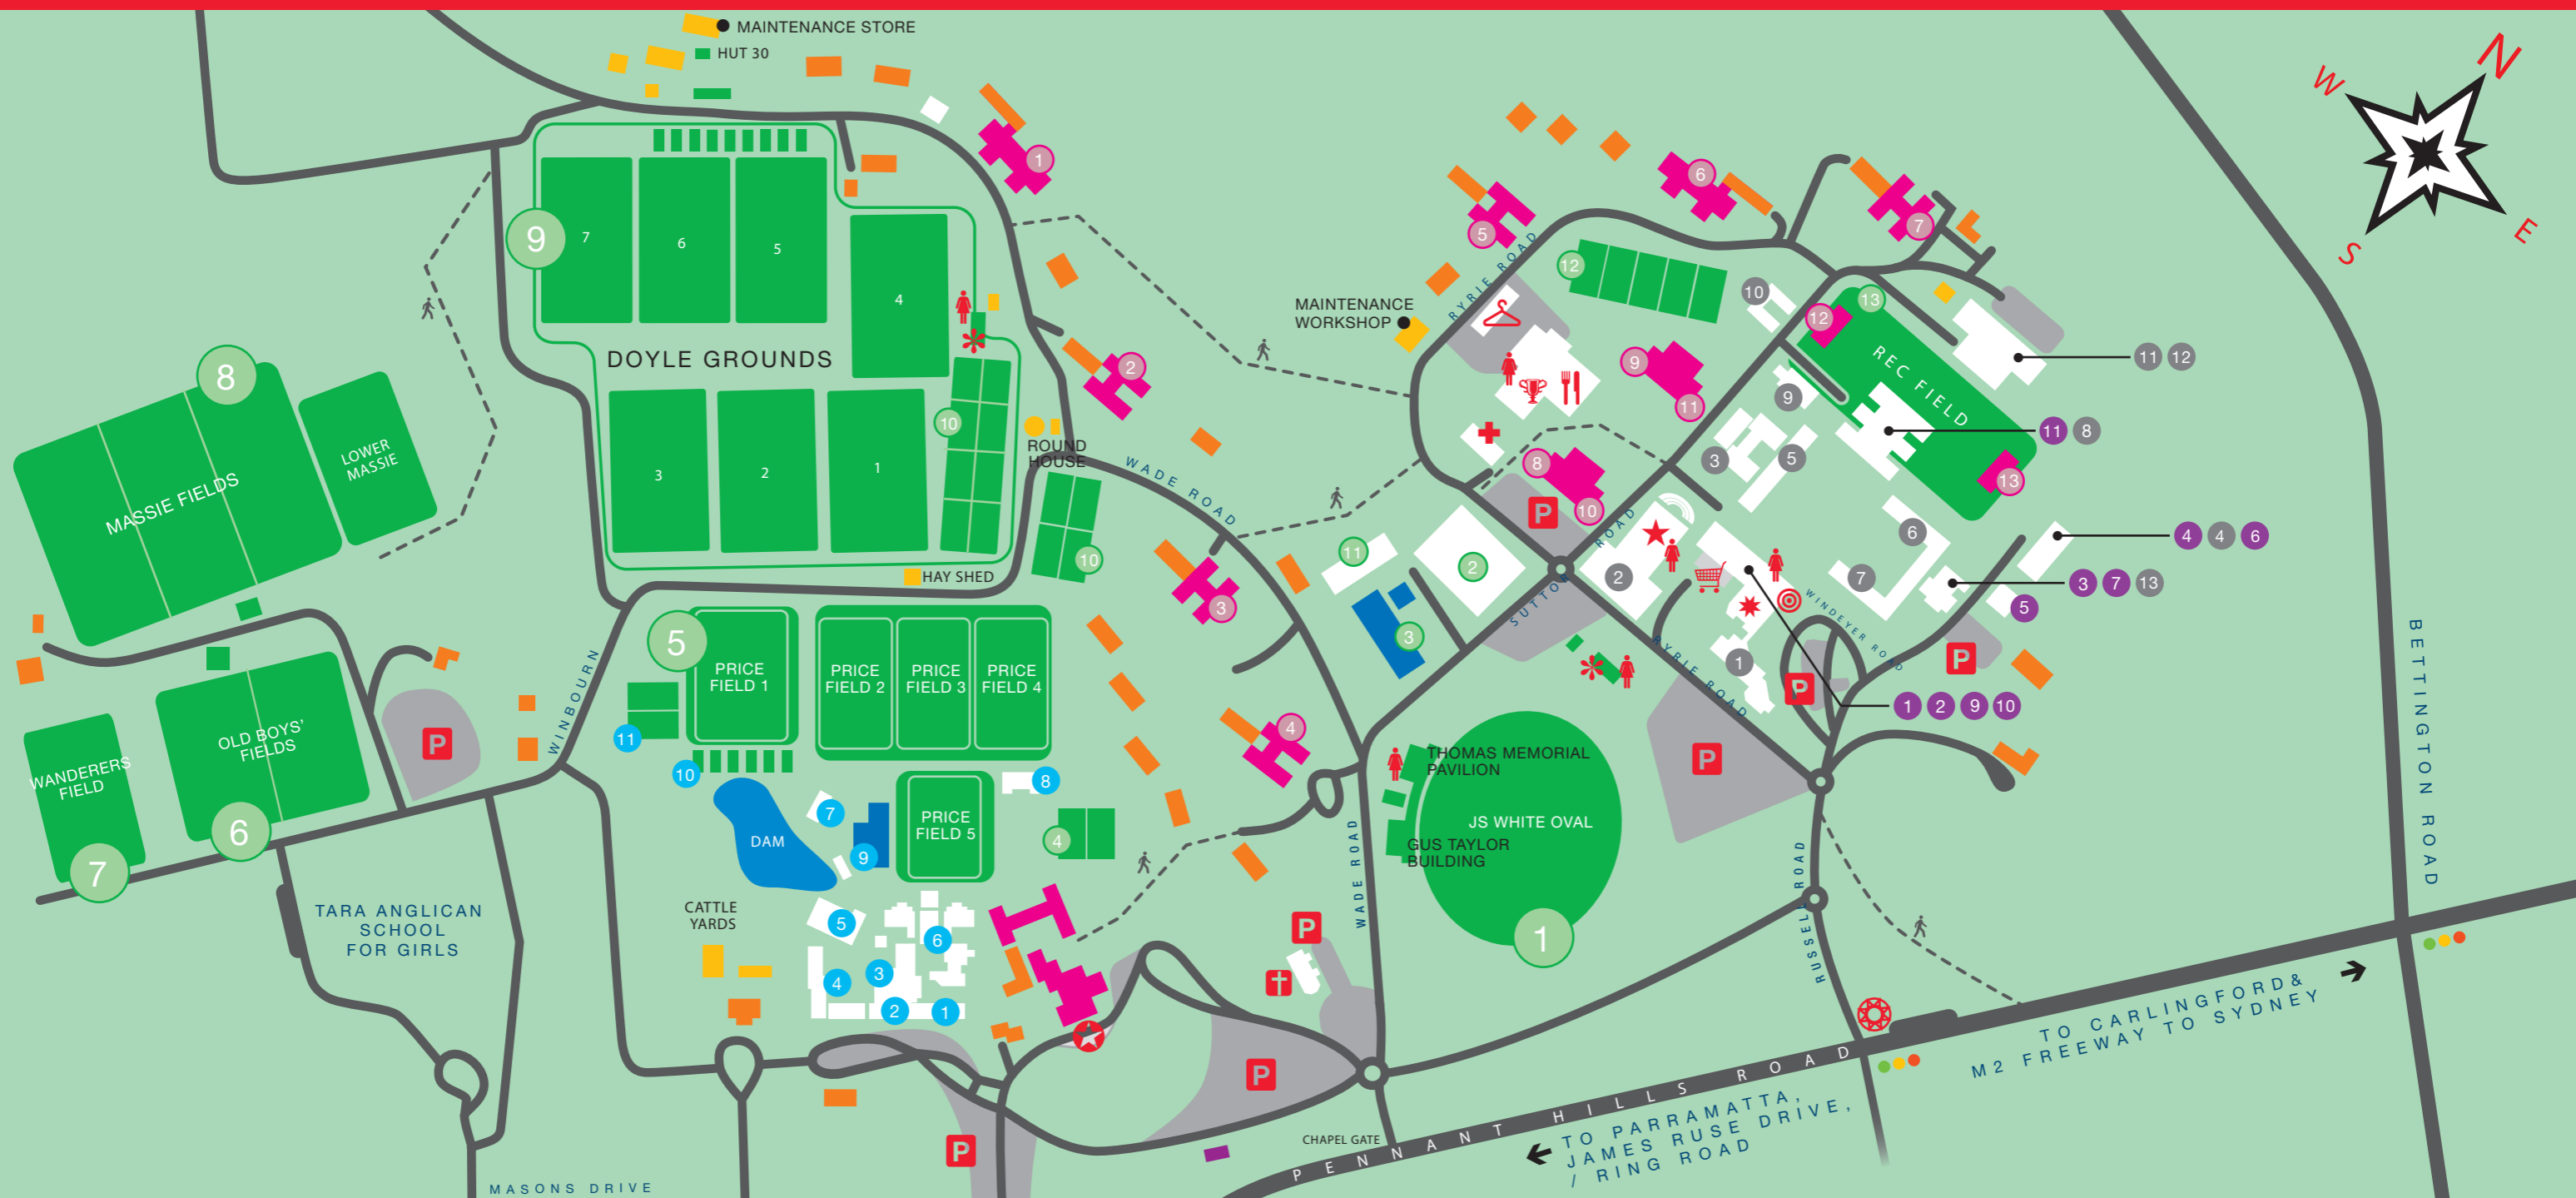 MAINTENANCE STORE
HUT 30
N
W
E
S
1
6
5
7
9
7
6
5
4
12
10
13
12
RYRIE ROAD
MAINTENANCE
WORKSHOP
DOYLE GROUNDS
REC FIELD
11 12
8
LOWER
MASSIE
MASSIE FIELDS
2
9
11
9
3
2
1
10
ROUND
HOUSE
WADE ROAD
3
5
11 8
8
10
P
13
HAY SHED
10
11
2
SUTTOR ROAD
2
6
7
4 4 6
3 7 13
5
3
3
WINDEYER ROAD
5
PRICE
FIELD 1
PRICE
FIELD 2
PRICE
FIELD 3
PRICE
FIELD 4
WINBOURN
11
10
OLD BOYS'
FIELDS
WANDERERS
FIELD
P
6
7
4
RYRIE ROAD
1
P
P
1 2 9 10
BETTINGTON ROAD
THOMAS MEMORIAL
PAVILION
P
JS WHITE OVAL
GUS TAYLOR
BUILDING
1
8
7
DAM
9
PRICE
FIELD 5
4
WADE ROAD
RUSSELL ROAD
TARA ANGLICAN
SCHOOL
FOR GIRLS
CATTLE
YARDS
5
6
4
3
2
1
P
P
P
CHAPEL GATE
PENNANT HILLS ROAD
TO CARLINGFORD &
M2 FREEWAY TO SYDNEY
TO PARRAMATTA,
JAMES RUSE DRIVE,
/ RING ROAD
MASONS DRIVE